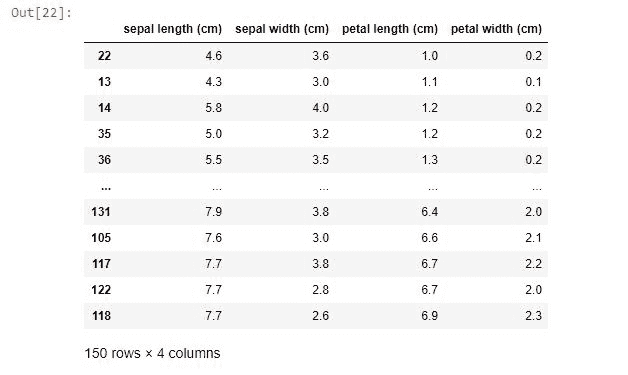 Out[22]:
sepal length (cm) sepal width (cm) petal length (cm) petal width (cm)
22 4.6 3.6 1.0 0.2
13 4.3 3.0 1.1 0.1
14 5.8 4.0 1.2 0.2
35 5.0 3.2 1.2 0.2
36 5.5 3.5 1.3 0.2
... ... ... ... ...
131 7.9 3.8 6.4 2.0
105 7.6 3.0 6.6 2.1
117 7.7 3.8 6.7 2.2
122 7.7 2.8 6.7 2.0
118 7.7 2.6 6.9 2.3
150 rows × 4 columns